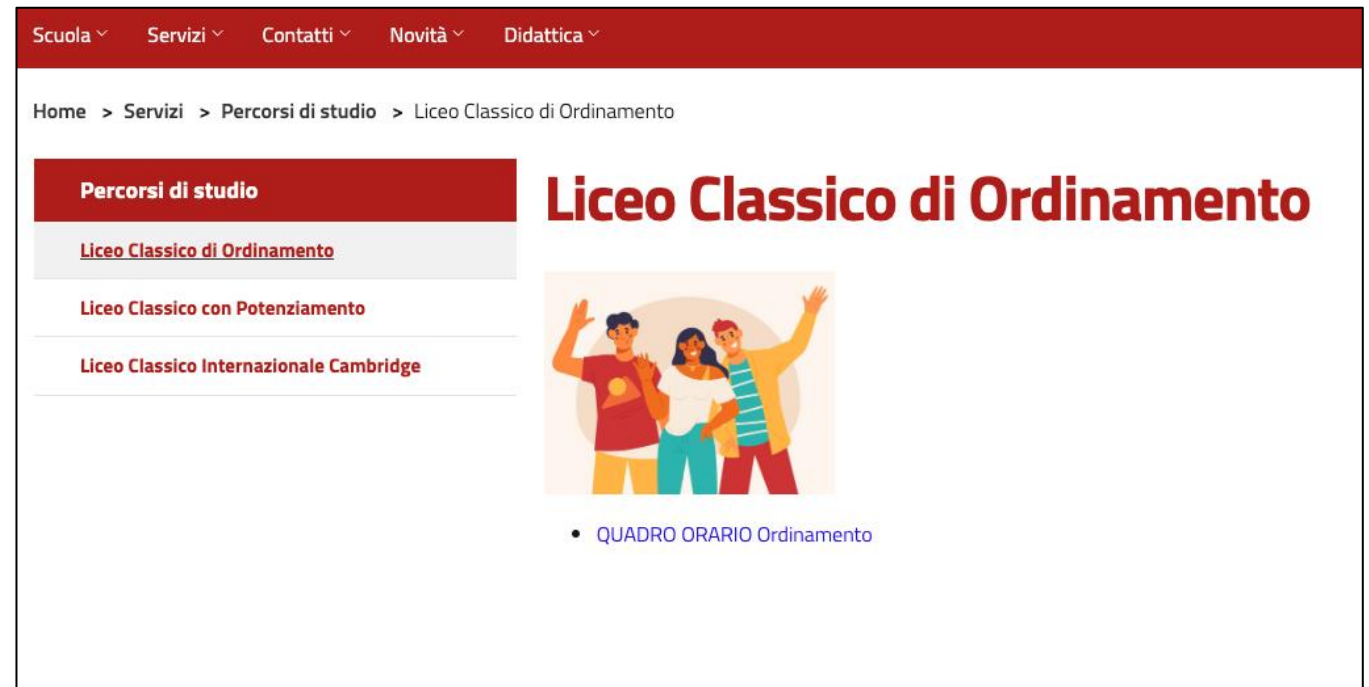 Scuola Servizi Contatti Novità Didattica
Home > Servizi > Percorsi di studio > Liceo Classico di Ordinamento
Percorsi di studio
Liceo Classico di Ordinamento
Liceo Classico con Potenziamento
Liceo Classico Internazionale Cambridge
Liceo Classico di Ordinamento
QUADRO ORARIO Ordinamento